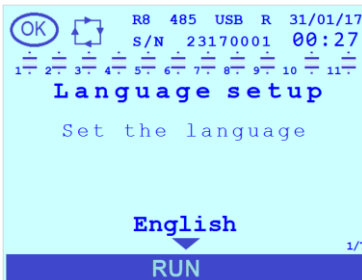 OK R8 485 USB R 31/01/17
S/N 23170001 00:27
1 2 3 4 5 6 7 8 9 10 11
Language setup
Set the language
English
1/7
RUN